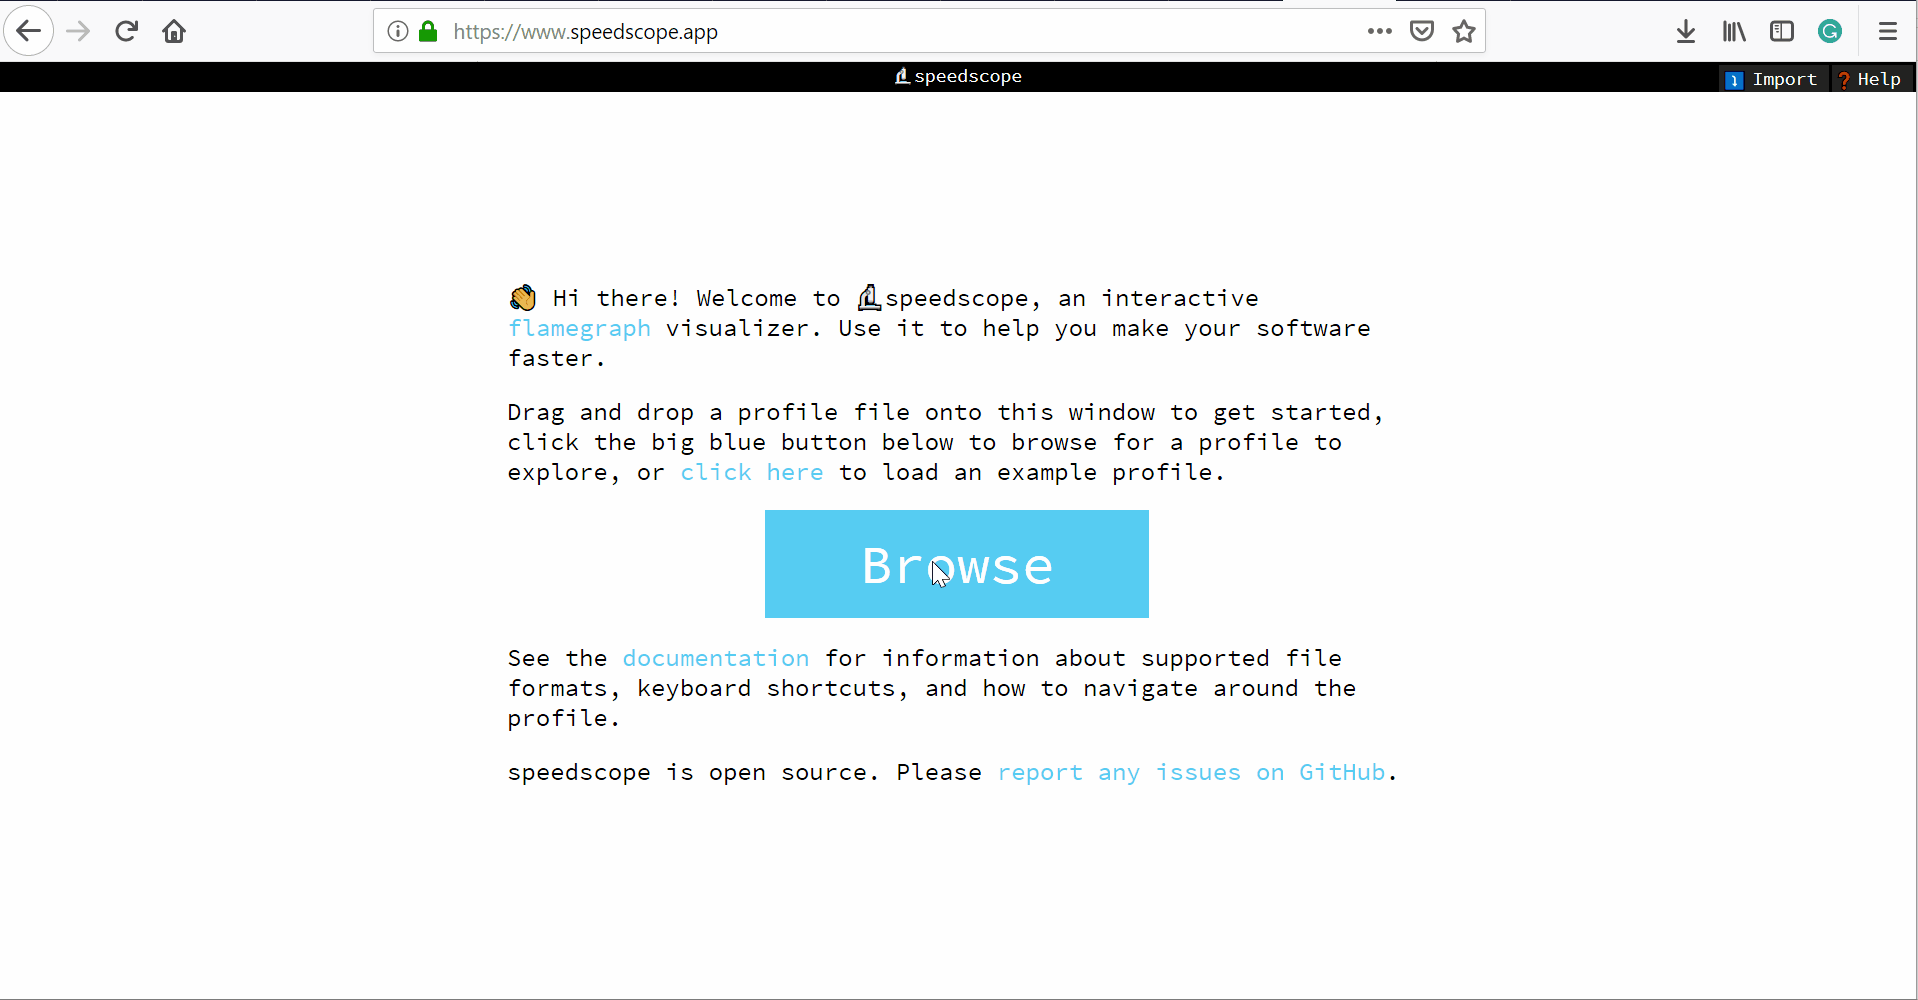 https://www.speedscope.app
speedscope
Import
Help
Hi there! Welcome to speedscope, an interactive
flamegraph visualizer. Use it to help you make your software
faster.
Drag and drop a profile file onto this window to get started,
click the big blue button below to browse for a profile to
explore, or click here to load an example profile.
Browse
See the documentation for information about supported file
formats, keyboard shortcuts, and how to navigate around the
profile.
speedscope is open source. Please report any issues on GitHub.